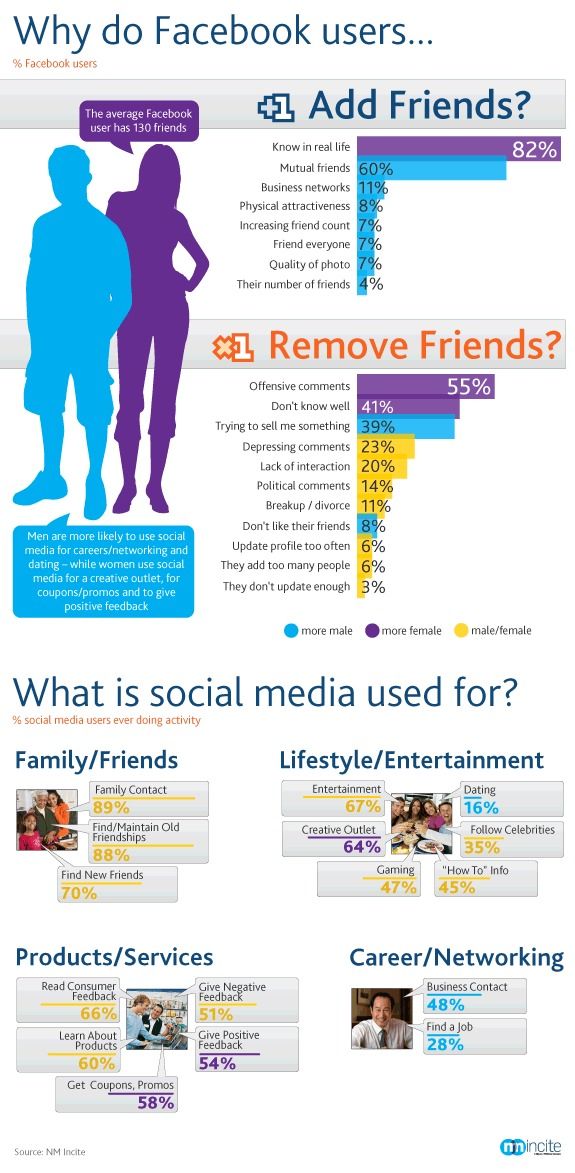 Why do Facebook users...
% Facebook users
+1 Add Friends?
The average Facebook
user has 130 friends
Know in real life 82%
Mutual friends 60%
Business networks 11%
Physical attractiveness 8%
Increasing friend count 7%
Friend everyone 7%
Quality of photo 7%
Their number of friends 4%
x1 Remove Friends?
Offensive comments 55%
Don't know well 41%
Trying to sell me something 39%
Depressing comments 23%
Lack of interaction 20%
Political comments 14%
Breakup / divorce 11%
Don't like their friends 8%
Update profile too often 6%
They add too many people 6%
They don't update enough 3%
Men are more likely to use social
media for careers/networking and
dating – while women use social
media for a creative outlet, for
coupons/promos and to give
positive feedback
more male more female male/female
What is social media used for?
% social media users ever doing activity
Family/Friends
Family Contact
89%
Find/Maintain Old
Friendships
88%
Find New Friends
70%
Lifestyle/Entertainment
Entertainment
67%
Dating
16%
Creative Outlet
64%
Follow Celebrities
35%
Gaming
47%
"How To" Info
45%
Products/Services
Read Consumer
Feedback
66%
Give Negative
Feedback
51%
Learn About
Products
60%
Give Positive
Feedback
54%
Get Coupons, Promos
58%
Career/Networking
Business Contact
48%
Find a Job
28%
Source: NM Incite
nmincite